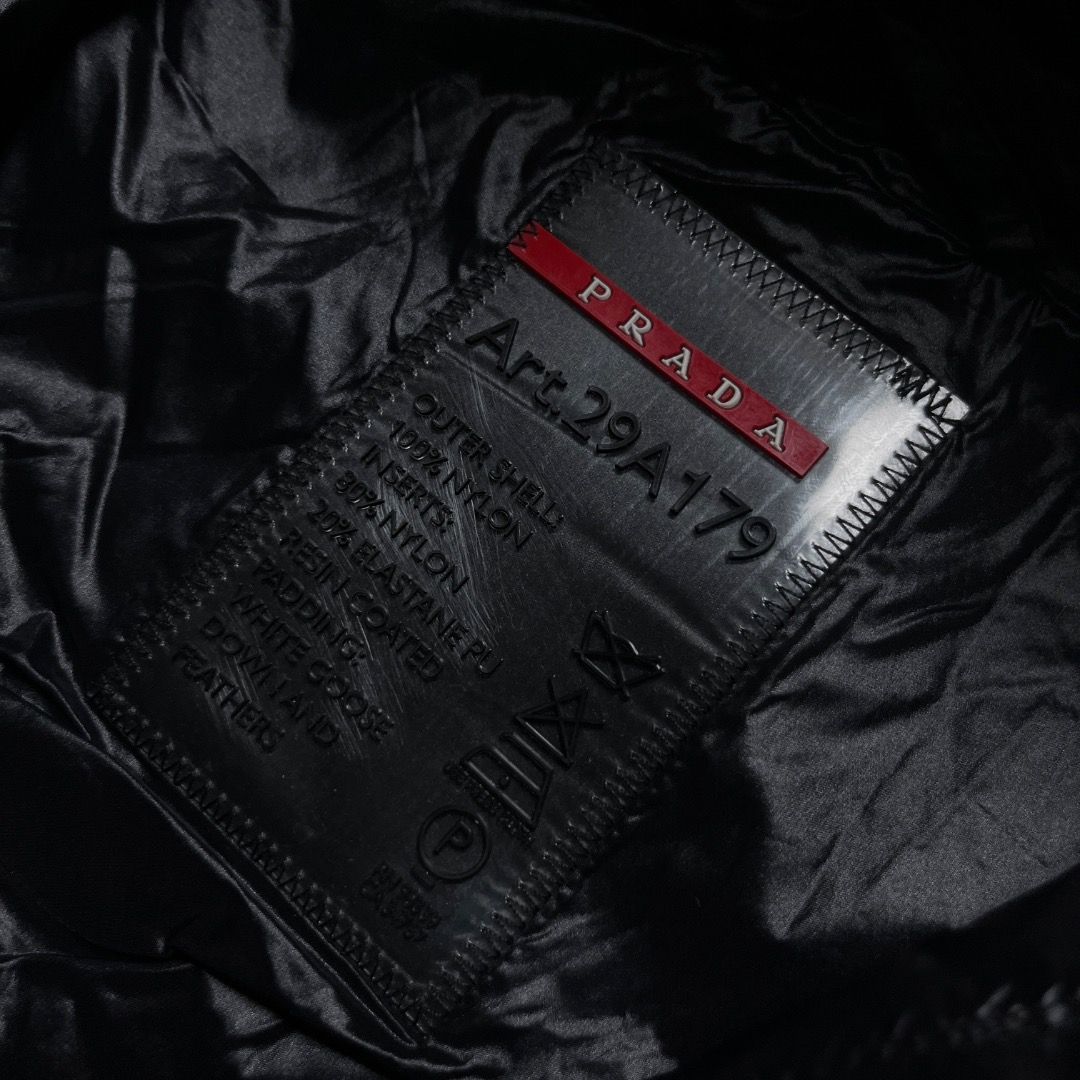 PRADA
Art.29A179
OUTER SHELL:
100% NYLON
INSERTS:
80% NYLON
20% ELASTANE PU
RESIN COATED
PADDING:
WHITE GOOSE
DOWN AND
FEATHERS
P